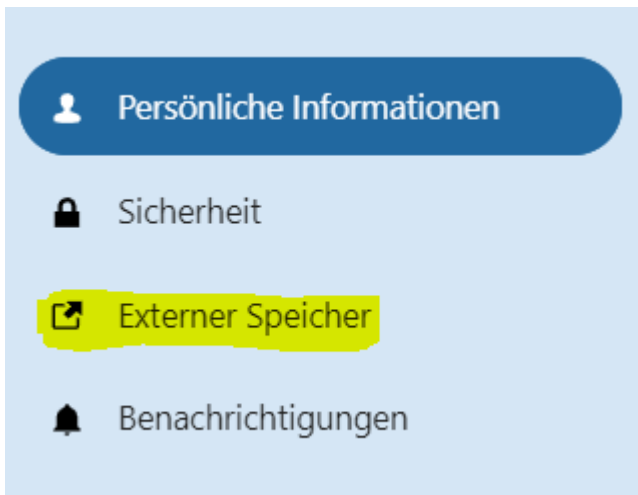 Persönliche Informationen
Sicherheit
Externer Speicher
Benachrichtigungen